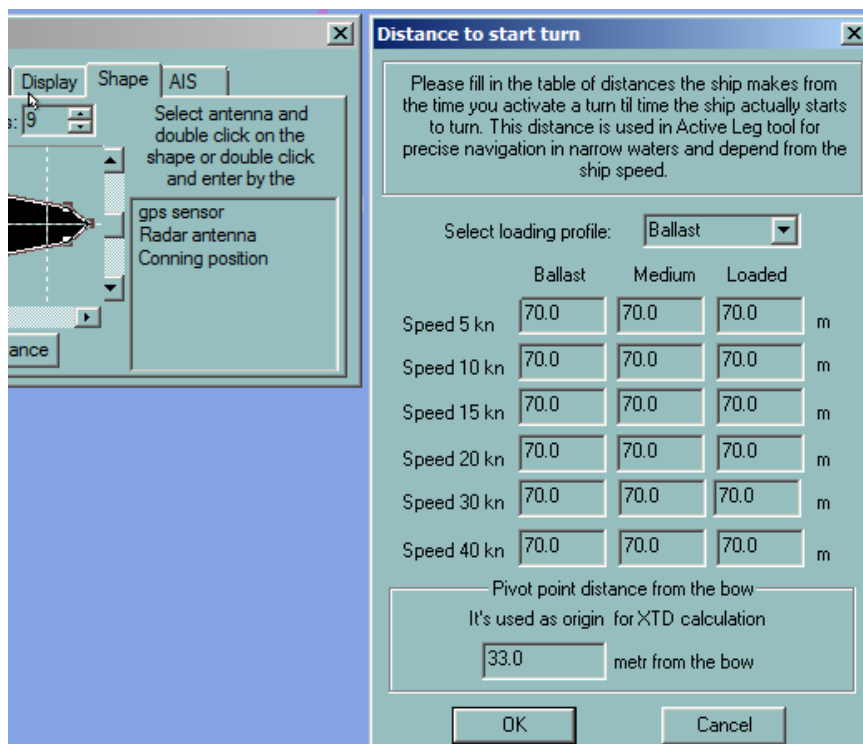 Display Shape AIS
s: 9
Select antenna and
double click on the
shape or double click
and enter by the
gps sensor
Radar antenna
Conning position
ance
Distance to start turn
Please fill in the table of distances the ship makes from
the time you activate a turn til time the ship actually starts
to turn. This distance is used in Active Leg tool for
precise navigation in narrow waters and depend from the
ship speed.
Select loading profile: Ballast
Ballast Medium Loaded
Speed 5 kn 70.0 70.0 70.0 m
Speed 10 kn 70.0 70.0 70.0 m
Speed 15 kn 70.0 70.0 70.0 m
Speed 20 kn 70.0 70.0 70.0 m
Speed 30 kn 70.0 70.0 70.0 m
Speed 40 kn 70.0 70.0 70.0 m
Pivot point distance from the bow
It's used as origin for XTD calculation
33.0 metr from the bow
OK Cancel